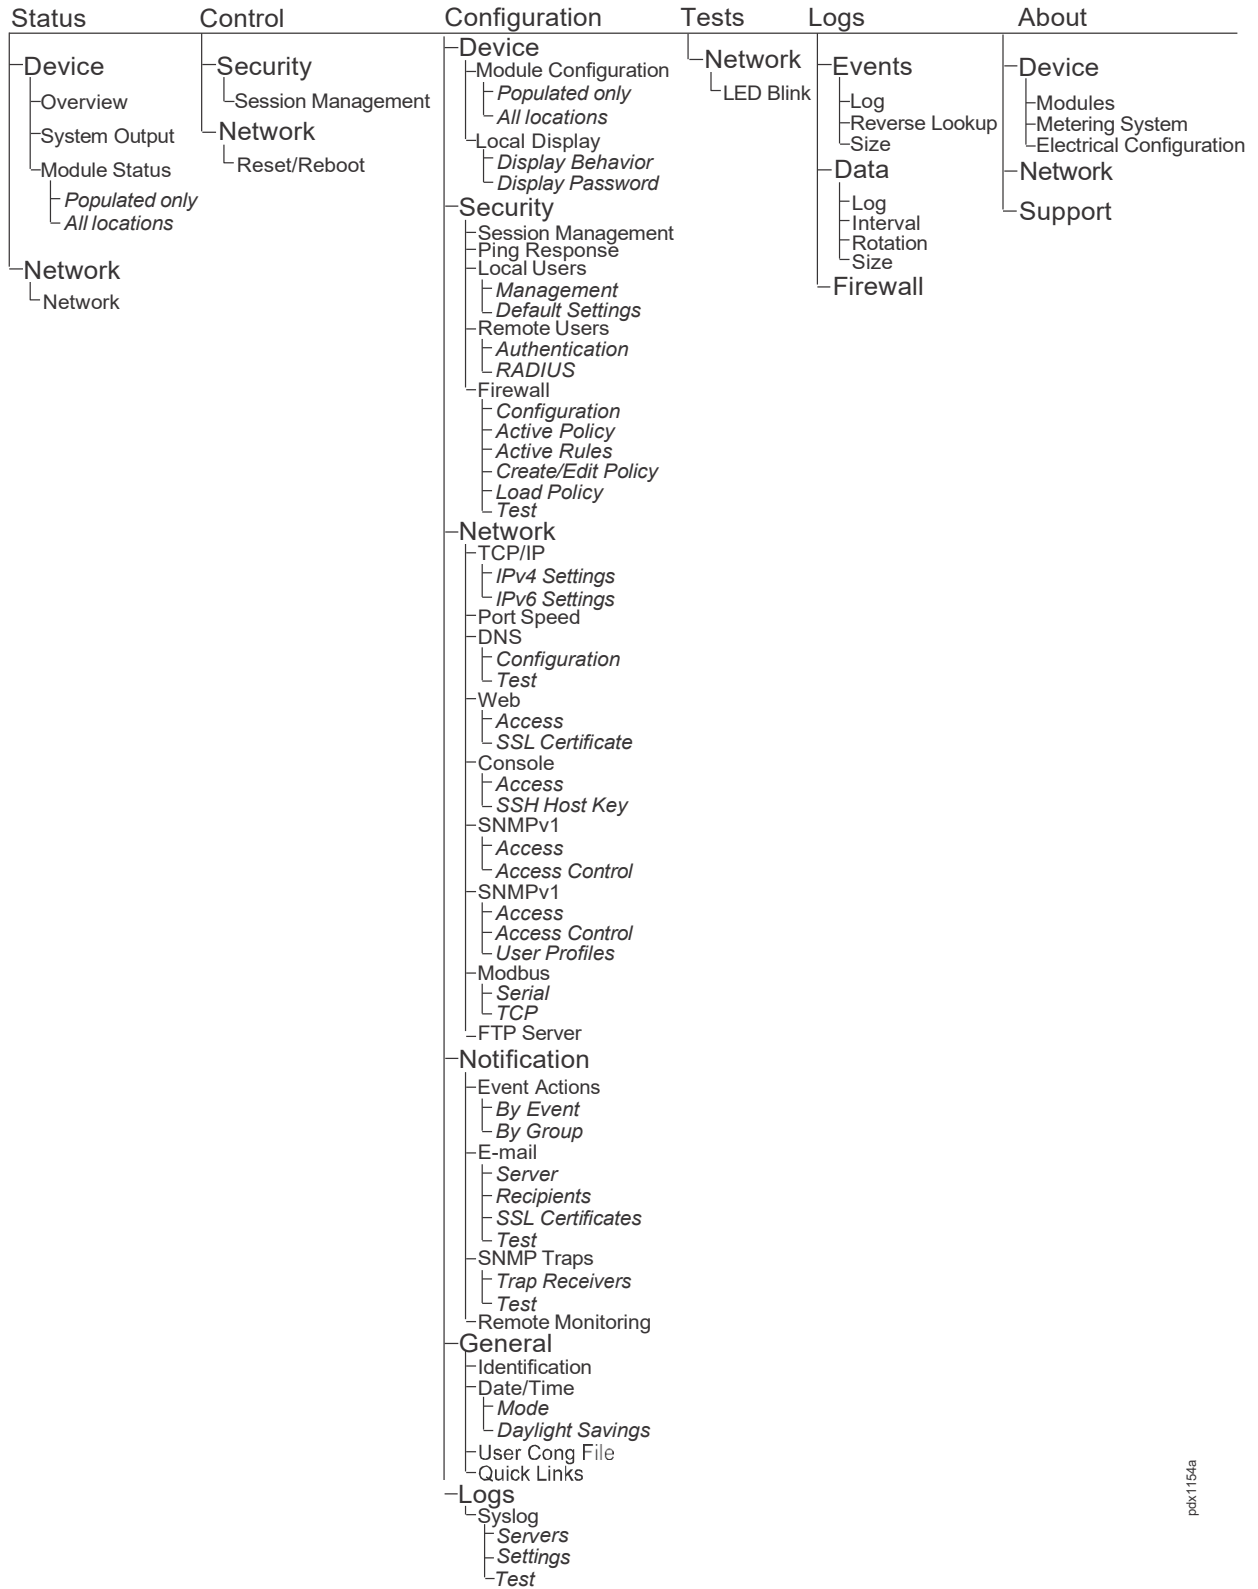 Status
Control
Configuration
Tests
Logs
About
Device
Overview
System Output
Module Status
Populated only
All locations
Network
Network
Security
Session Management
Network
Reset/Reboot
Device
Module Configuration
Populated only
All locations
Local Display
Display Behavior
Display Password
Security
Session Management
Ping Response
Local Users
Management
Default Settings
Remote Users
Authentication
RADIUS
Firewall
Configuration
Active Policy
Active Rules
Create/Edit Policy
Load Policy
Test
Network
TCP/IP
IPv4 Settings
IPv6 Settings
Port Speed
DNS
Configuration
Test
Web
Access
SSL Certificate
Console
Access
SSH Host Key
SNMPv1
Access
Access Control
SNMPv1
Access
Access Control
User Profiles
Modbus
Serial
TCP
FTP Server
Notification
Event Actions
By Event
By Group
E-mail
Server
Recipients
SSL Certificates
Test
SNMP Traps
Trap Receivers
Test
Remote Monitoring
General
Identification
Date/Time
Mode
Daylight Savings
User Cong File
Quick Links
Logs
Syslog
Servers
Settings
Test
Network
LED Blink
Events
Log
Reverse Lookup
Size
Data
Log
Interval
Rotation
Size
Firewall
Device
Modules
Metering System
Electrical Configuration
Network
Support
pdx1154a